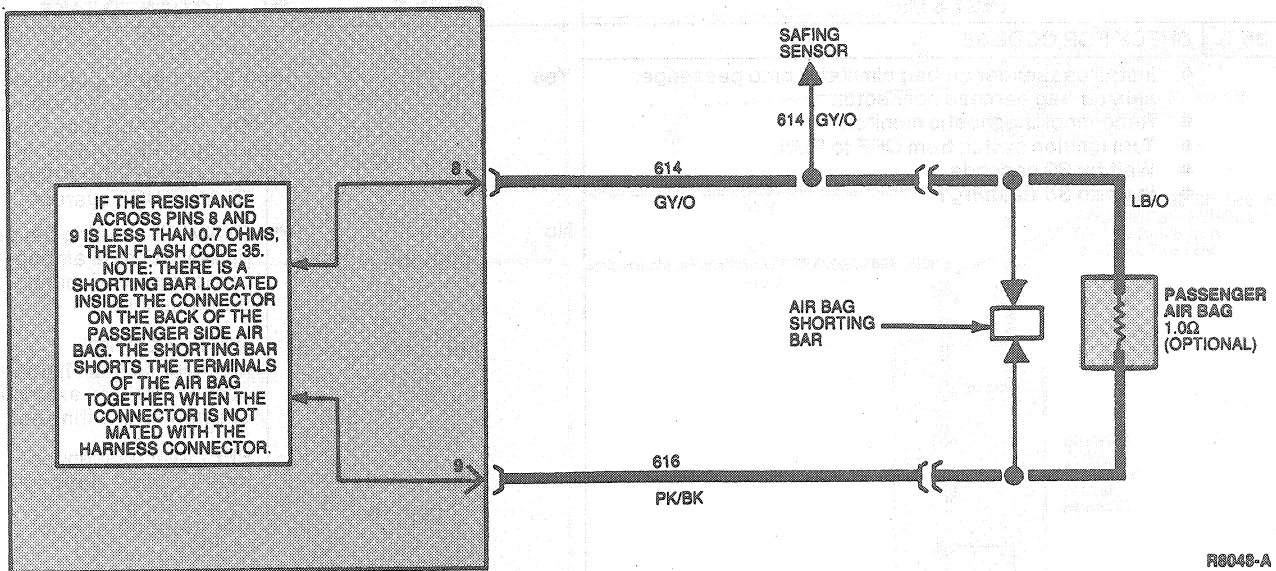 SAFING
SENSOR
614 GY/O
8
614
GY/O
LB/O
IF THE RESISTANCE
ACROSS PINS 8 AND
9 IS LESS THAN 0.7 OHMS,
THEN FLASH CODE 35.
NOTE: THERE IS A
SHORTING BAR LOCATED
INSIDE THE CONNECTOR
ON THE BACK OF THE
PASSENGER SIDE AIR
BAG. THE SHORTING BAR
SHORTS THE TERMINALS
OF THE AIR BAG
TOGETHER WHEN THE
CONNECTOR IS NOT
MATED WITH THE
HARNESS CONNECTOR.
AIR BAG
SHORTING
BAR
PASSENGER
AIR BAG
1.0Ω
(OPTIONAL)
9
616
PK/BK
R8048-A